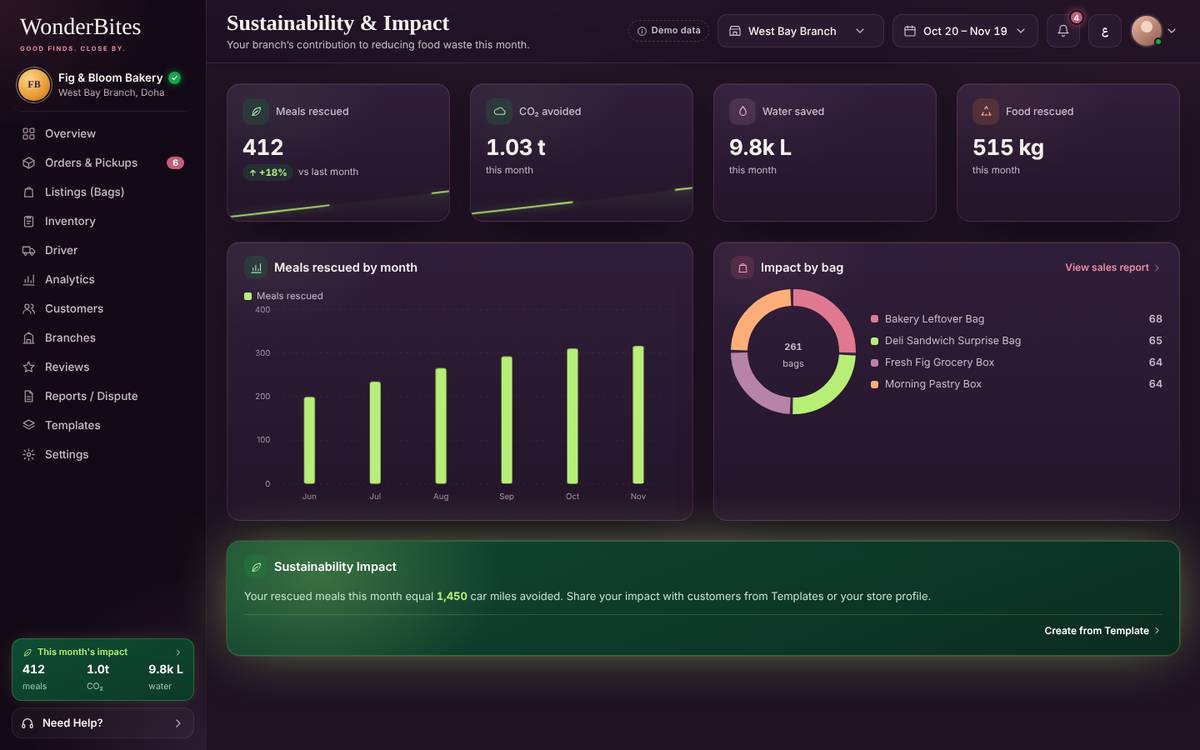 WonderBites
GOOD FINDS. CLOSE BY.
FB
Fig & Bloom Bakery
West Bay Branch, Doha
Overview
Orders & Pickups 6
Listings (Bags)
Inventory
Driver
Analytics
Customers
Branches
Reviews
Reports / Dispute
Templates
Settings
This month's impact
412 1.0t 9.8k L
meals CO₂ water
Need Help?
Sustainability & Impact
Your branch's contribution to reducing food waste this month.
Demo data
West Bay Branch
Oct 20 – Nov 19
4
ع
Meals rescued
412
+18% vs last month
CO₂ avoided
1.03 t
this month
Water saved
9.8k L
this month
Food rescued
515 kg
this month
Meals rescued by month
Meals rescued
400
300
200
100
0
Jun Jul Aug Sep Oct Nov
Impact by bag
View sales report
261
bags
Bakery Leftover Bag 68
Deli Sandwich Surprise Bag 65
Fresh Fig Grocery Box 64
Morning Pastry Box 64
Sustainability Impact
Your rescued meals this month equal 1,450 car miles avoided. Share your impact with customers from Templates or your store profile.
Create from Template